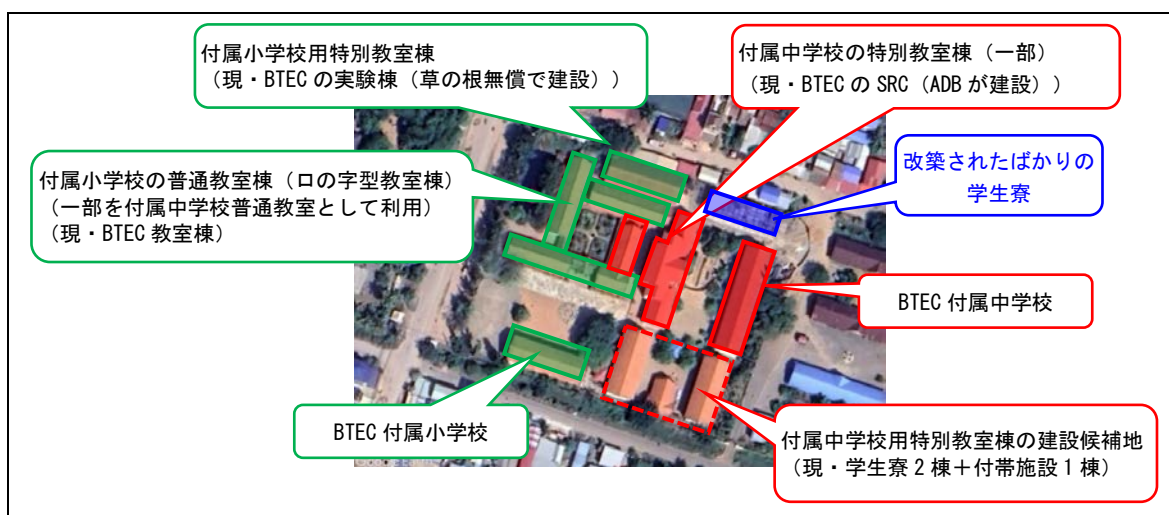 付属小学校用特別教室棟
（現・BTEC の実験棟（草の根無償で建設））
付属中学校の特別教室棟（一部）
（現・BTEC の SRC（ADB が建設））
改築されたばかりの
学生寮
付属小学校の普通教室棟（ロの字型教室棟）
（一部を付属中学校普通教室として利用）
（現・BTEC 教室棟）
BTEC 付属中学校
BTEC 付属小学校
付属中学校用特別教室棟の建設候補地
（現・学生寮 2 棟＋付帯施設 1 棟）